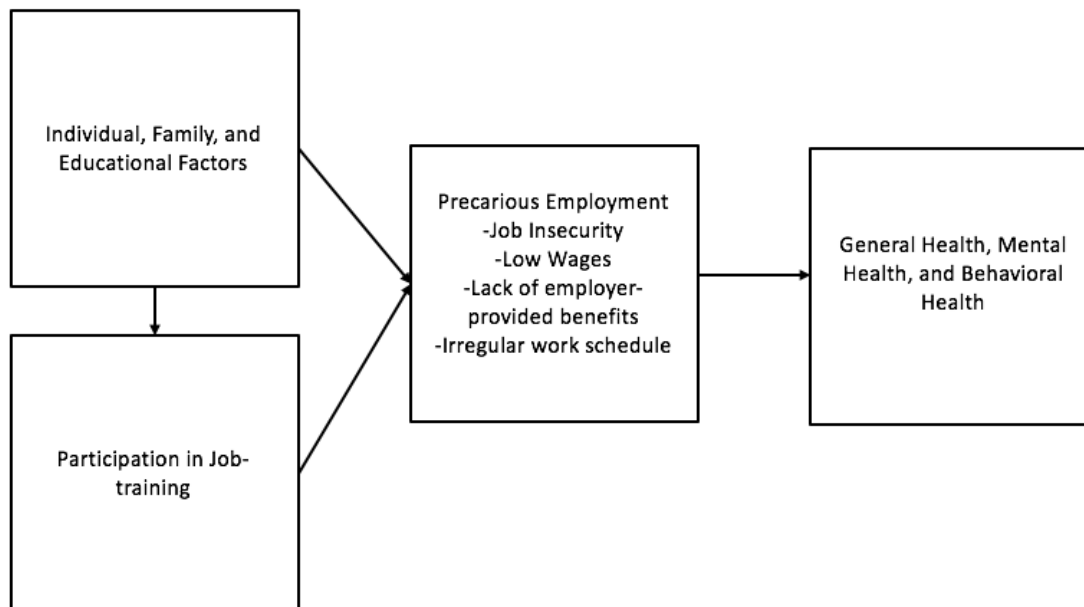 Individual, Family, and
Educational Factors
Participation in Job-
training
Precarious Employment
-Job Insecurity
-Low Wages
-Lack of employer-
provided benefits
-Irregular work schedule
General Health, Mental
Health, and Behavioral
Health